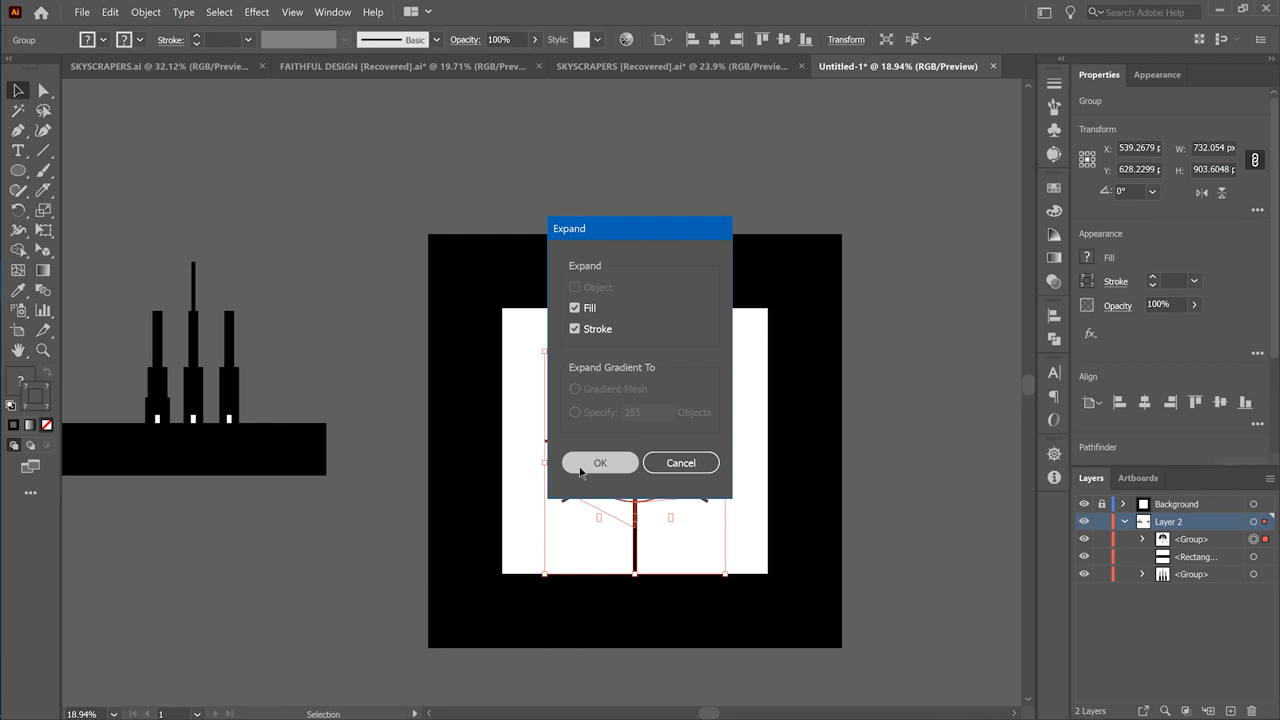 Ai File Edit Object Type Select Effect View Window Help Search Adobe Help
Group Stroke: Basic Opacity: 100% Style: Transform
SKYSCRAPERS.ai @ 32.12% (RGB/Previe... FAITHFUL DESIGN [Recovered].ai* @ 19.71% (RGB/Prev... SKYSCRAPERS [Recovered].ai* @ 23.9% (RGB/Previe... Untitled-1* @ 18.94% (RGB/Preview)
Properties Appearance
Group
Transform
X: 539.2679 p W: 732.054 px
Y: 628.2299 p H: 903.6048 p
0°
Appearance
? Fill
Stroke
Opacity 100%
fx.
Align
Pathfinder
Layers Artboards
Background
Layer 2
<Group>
<Rectang...
<Group>
2 Layers
Expand
Expand
Object
Fill
Stroke
Expand Gradient To
Gradient Mesh
Specify: 255 Objects
OK Cancel
18.94% 1 Selection